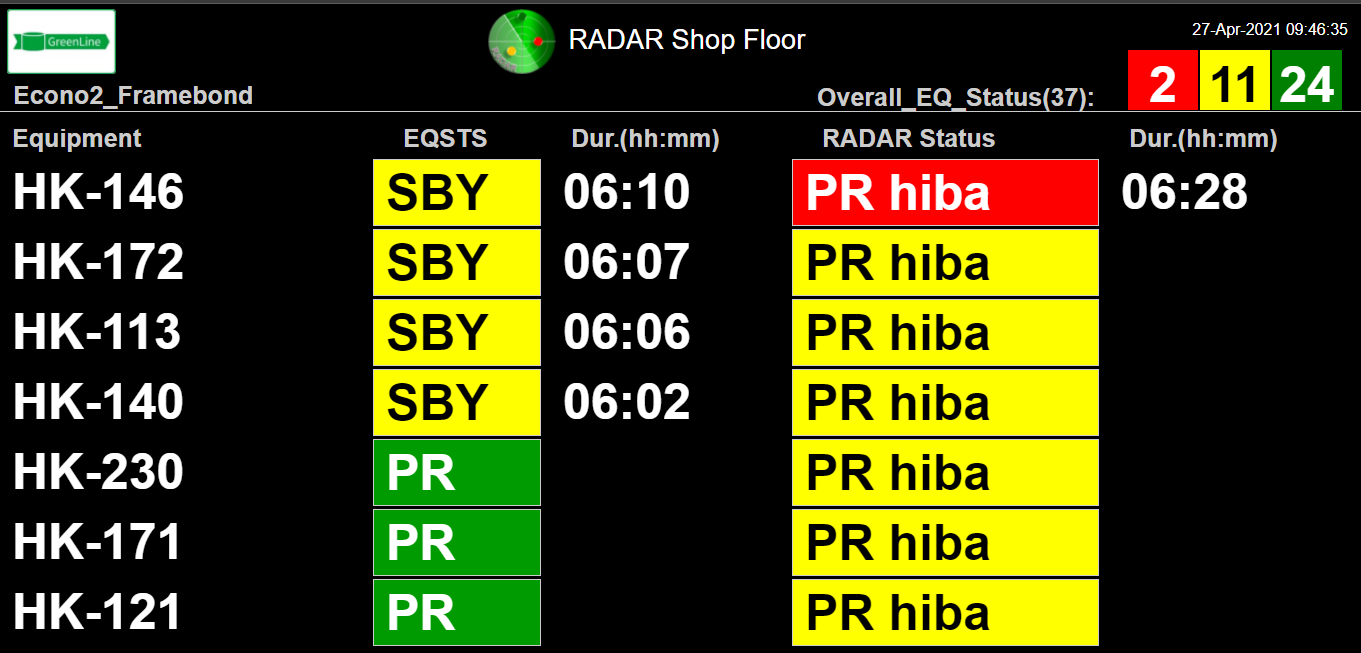 GreenLine
RADAR Shop Floor
27-Apr-2021 09:46:35
Econo2_Framebond
Overall_EQ_Status(37): 2 11 24
Equipment EQSTS Dur.(hh:mm) RADAR Status Dur.(hh:mm)
HK-146 SBY 06:10 PR hiba 06:28
HK-172 SBY 06:07 PR hiba
HK-113 SBY 06:06 PR hiba
HK-140 SBY 06:02 PR hiba
HK-230 PR PR hiba
HK-171 PR PR hiba
HK-121 PR PR hiba